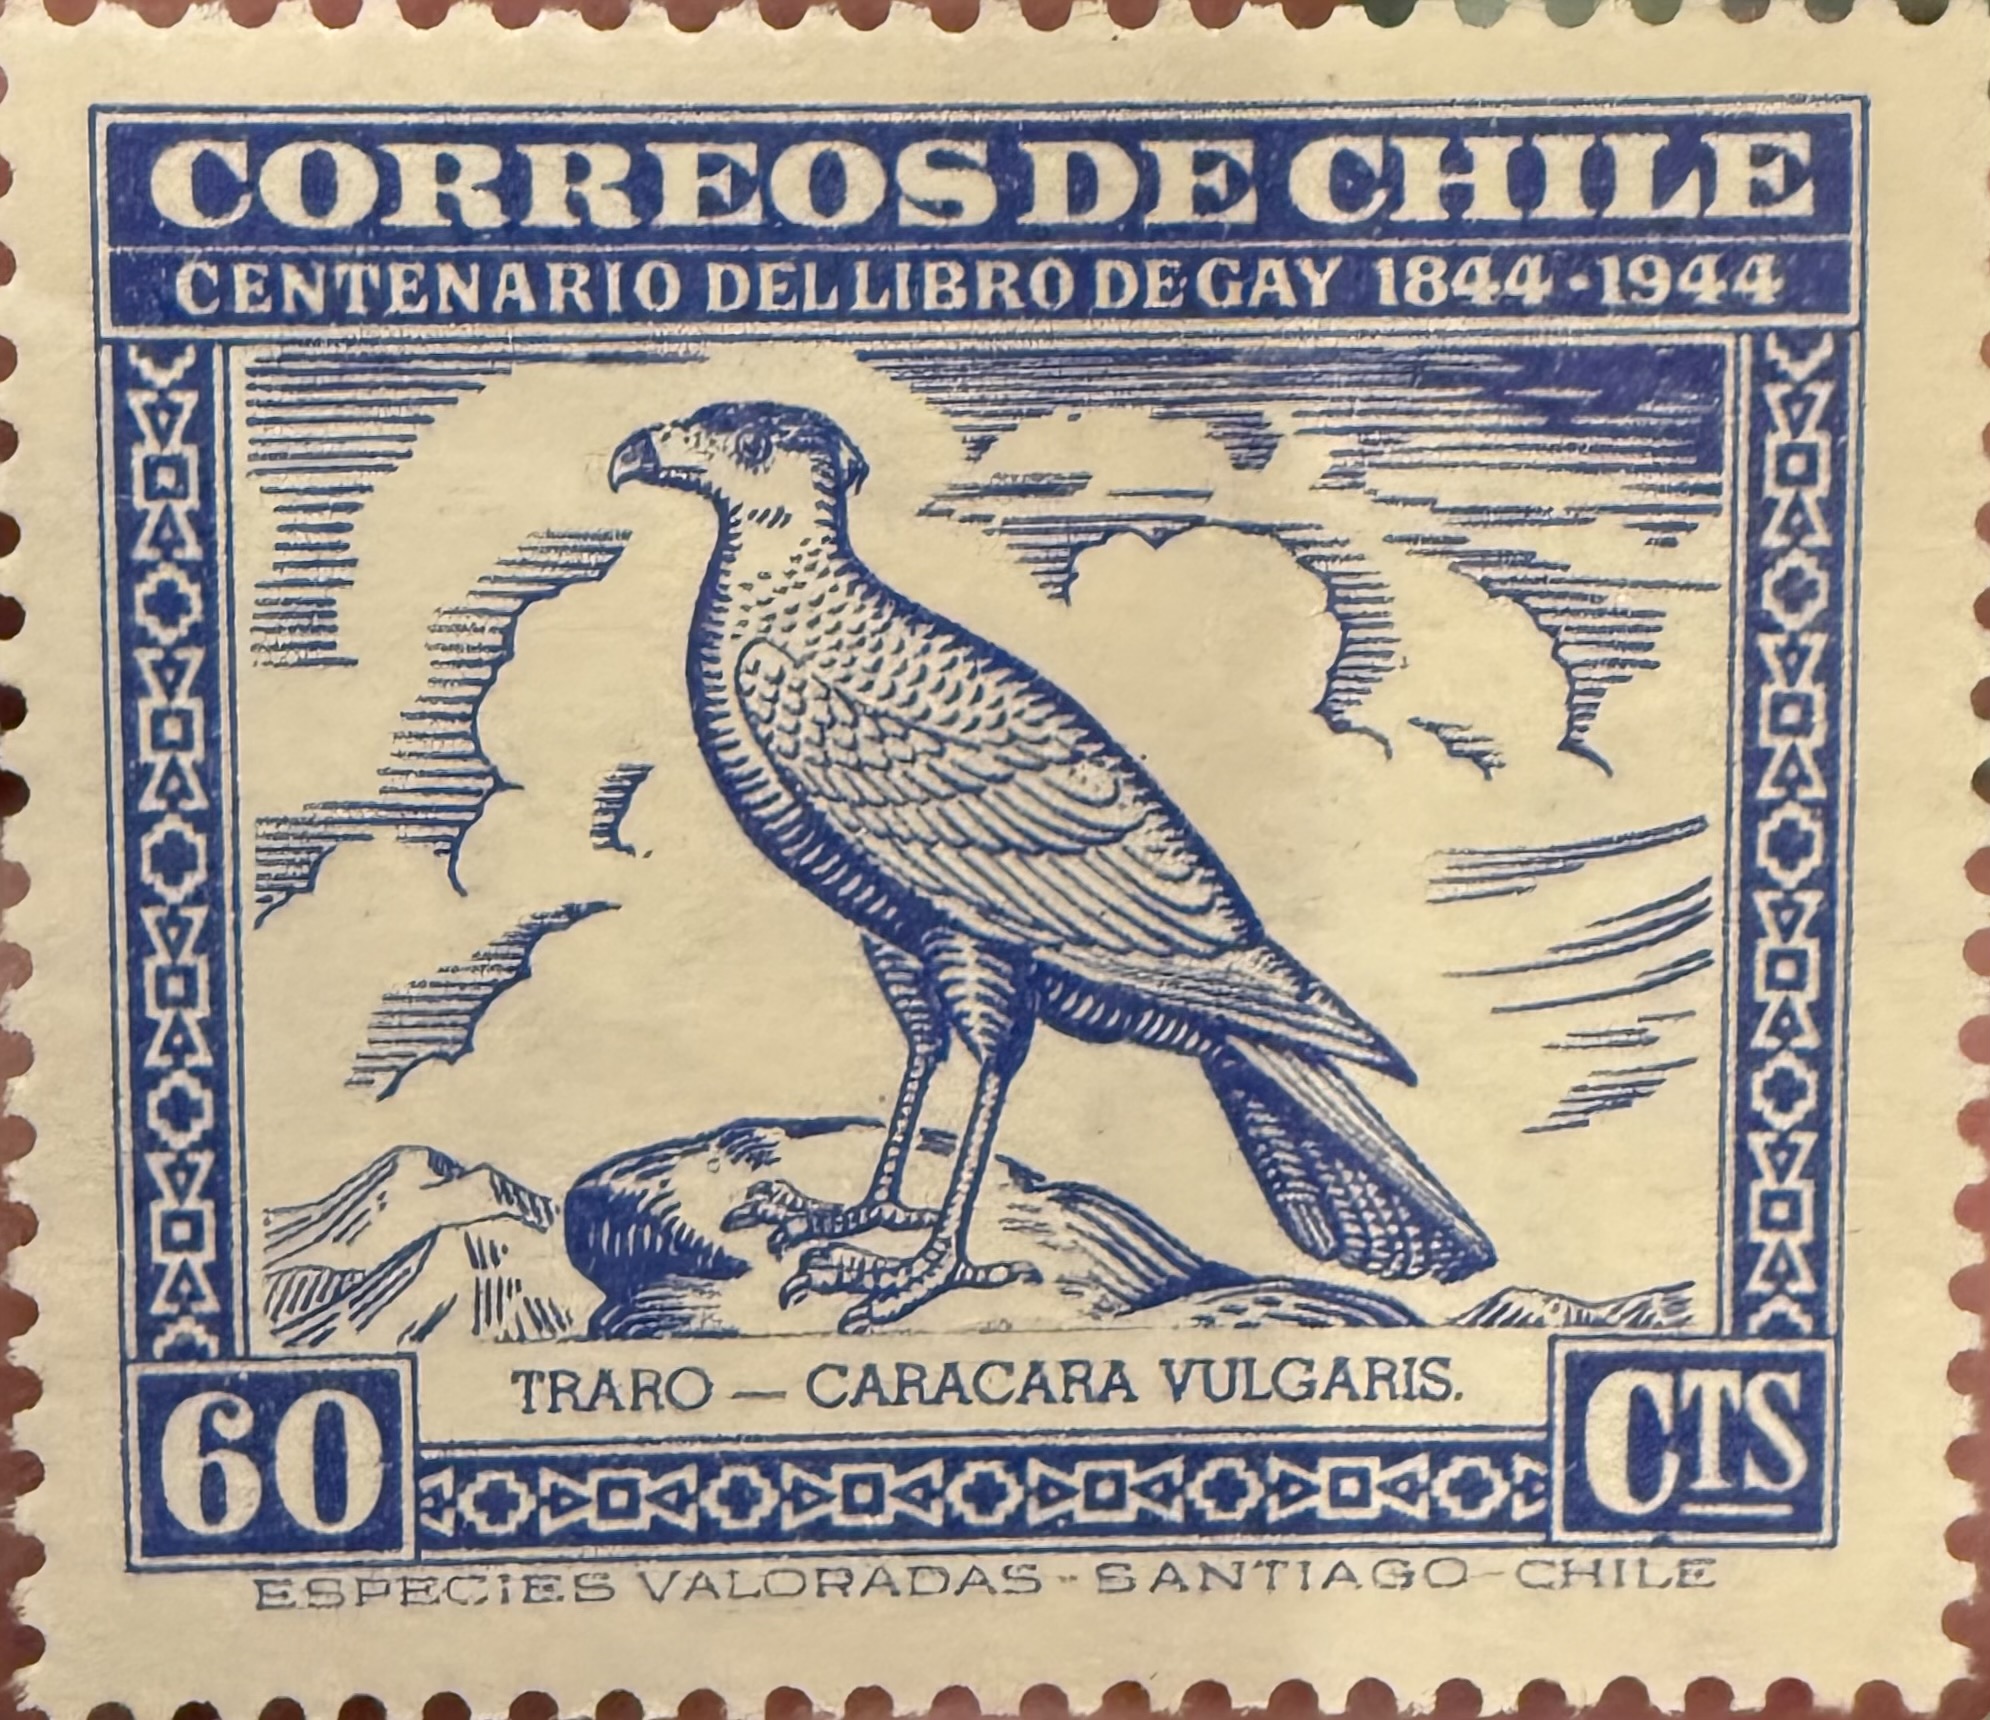 CORREOS DE CHILE
CENTENARIO DEL LIBRO DE GAY 1844-1944
TRARO — CARACARA VULGARIS.
60 CTS
ESPECIES VALORADAS - SANTIAGO - CHILE